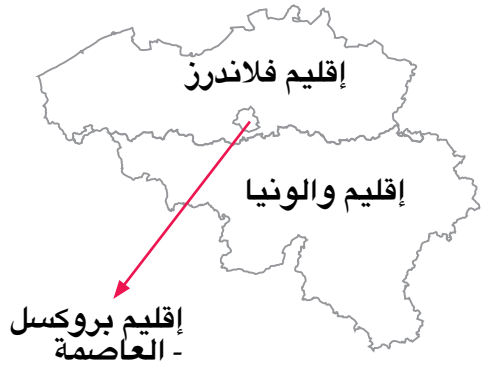 إقليم فلاندرز
إقليم والونيا
إقليم بروكسل
- العاصمة